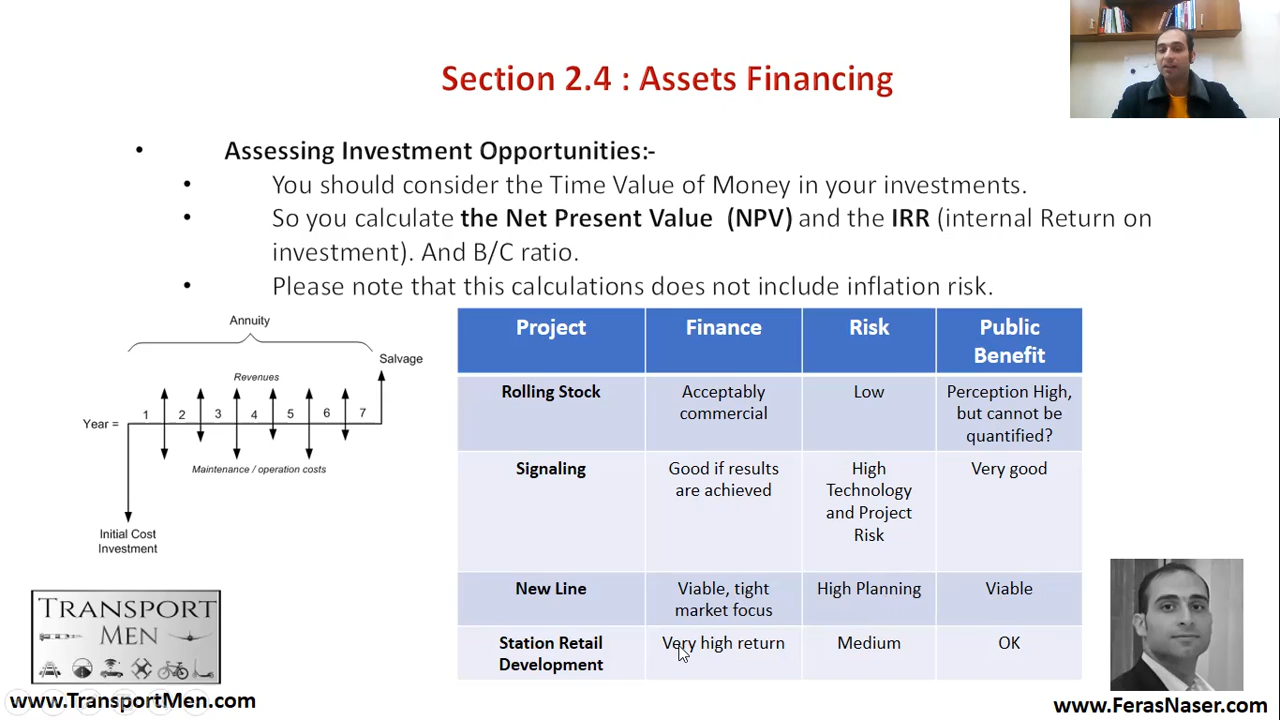 Section 2.4 : Assets Financing
• Assessing Investment Opportunities:-
• You should consider the Time Value of Money in your investments.
• So you calculate the Net Present Value (NPV) and the IRR (internal Return on
investment). And B/C ratio.
• Please note that this calculations does not include inflation risk.
Annuity
Salvage
Revenues
Year = 1 2 3 4 5 6 7
Maintenance / operation costs
Initial Cost
Investment
Project Finance Risk Public
Benefit
Rolling Stock
Acceptably
commercial
Low
Perception High,
but cannot be
quantified?
Signaling
Good if results
are achieved
High
Technology
and Project
Risk
Very good
New Line
Viable, tight
market focus
High Planning
Viable
Station Retail
Development
Very high return
Medium
OK
TRANSPORT
MEN
www.TransportMen.com
www.FerasNaser.com